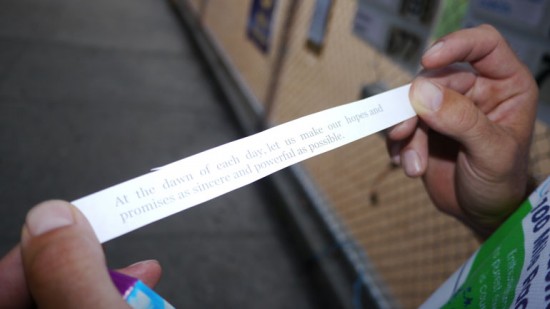 At the dawn of each day, let us make our hopes and
promises as sincere and powerful as possible.